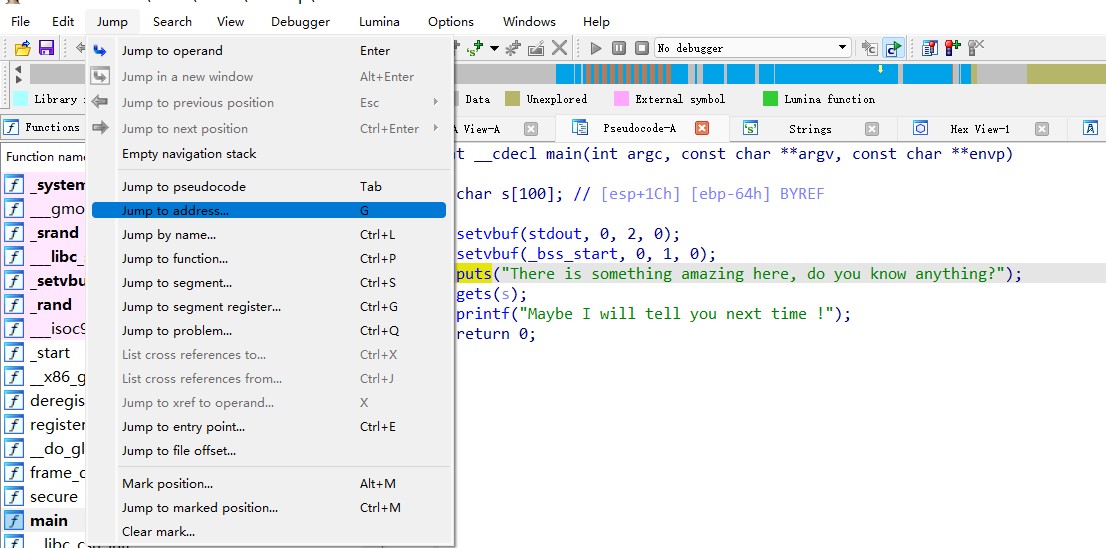 File Edit Jump Search View Debugger Lumina Options Windows Help
Jump to operand Enter
Jump in a new window Alt+Enter
Jump to previous position Esc
Jump to next position Ctrl+Enter
Empty navigation stack
Jump to pseudocode Tab
Jump to address... G
Jump by name... Ctrl+L
Jump to function... Ctrl+P
Jump to segment... Ctrl+S
Jump to segment register... Ctrl+G
Jump to problem... Ctrl+Q
List cross references to... Ctrl+X
List cross references from... Ctrl+J
Jump to xref to operand... X
Jump to entry point... Ctrl+E
Jump to file offset...
Mark position... Alt+M
Jump to marked position... Ctrl+M
Clear mark...
No debugger
Library
Data Unexplored External symbol Lumina function
Functions
View-A Pseudocode-A Strings Hex View-1
Function name
_system
___gmo
_srand
___libc_s
_setvbu
_rand
___isoc9
_start
__x86_g
deregis
register
__do_gl
frame_d
secure
main
__libc_csu_ini
t __cdecl main(int argc, const char **argv, const char **envp)
char s[100]; // [esp+1Ch] [ebp-64h] BYREF
setvbuf(stdout, 0, 2, 0);
setvbuf(_bss_start, 0, 1, 0);
puts("There is something amazing here, do you know anything?");
gets(s);
printf("Maybe I will tell you next time !");
return 0;